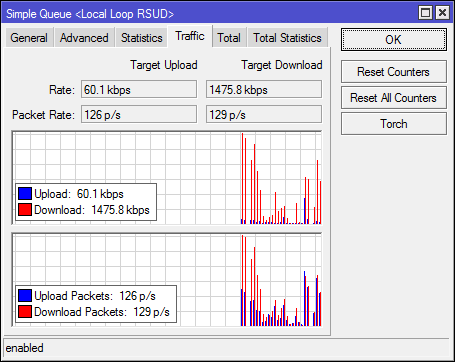 Simple Queue <Local Loop RSUD>
General Advanced Statistics Traffic Total Total Statistics
OK
Reset Counters
Reset All Counters
Torch
Target Upload Target Download
Rate: 60.1 kbps 1475.8 kbps
Packet Rate: 126 p/s 129 p/s
Upload: 60.1 kbps
Download: 1475.8 kbps
Upload Packets: 126 p/s
Download Packets: 129 p/s
enabled